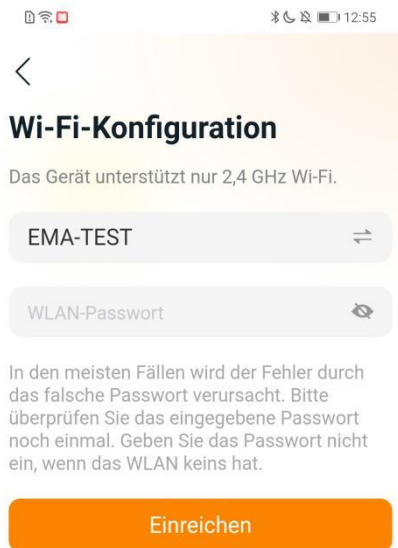 12:55
Wi-Fi-Konfiguration
Das Gerät unterstützt nur 2,4 GHz Wi-Fi.
EMA-TEST
WLAN-Passwort
In den meisten Fällen wird der Fehler durch
das falsche Passwort verursacht. Bitte
überprüfen Sie das eingegebene Passwort
noch einmal. Geben Sie das Passwort nicht
ein, wenn das WLAN keins hat.
Einreichen